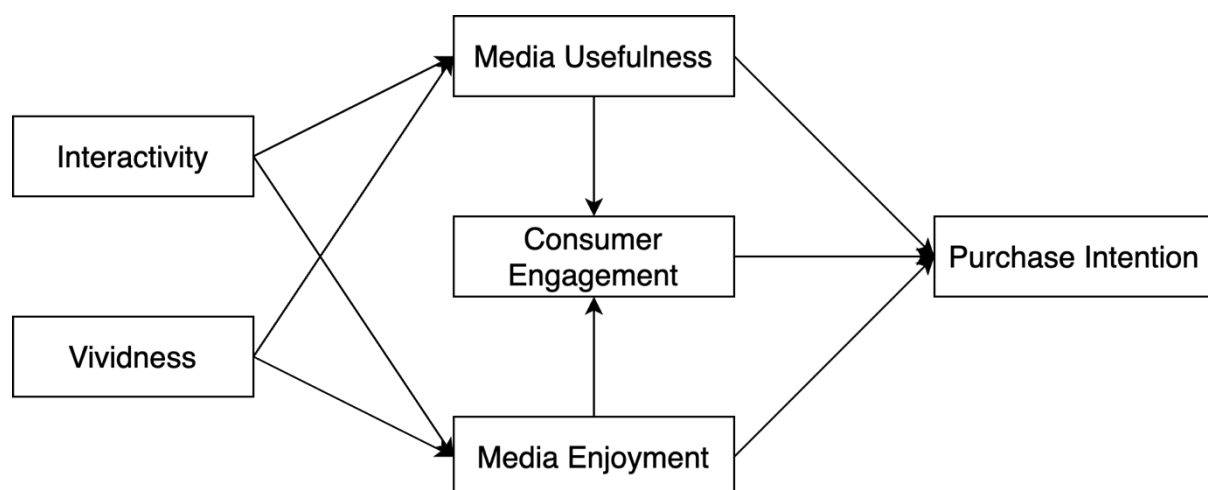 Media Usefulness
Interactivity
Consumer
Engagement
Purchase Intention
Vividness
Media Enjoyment